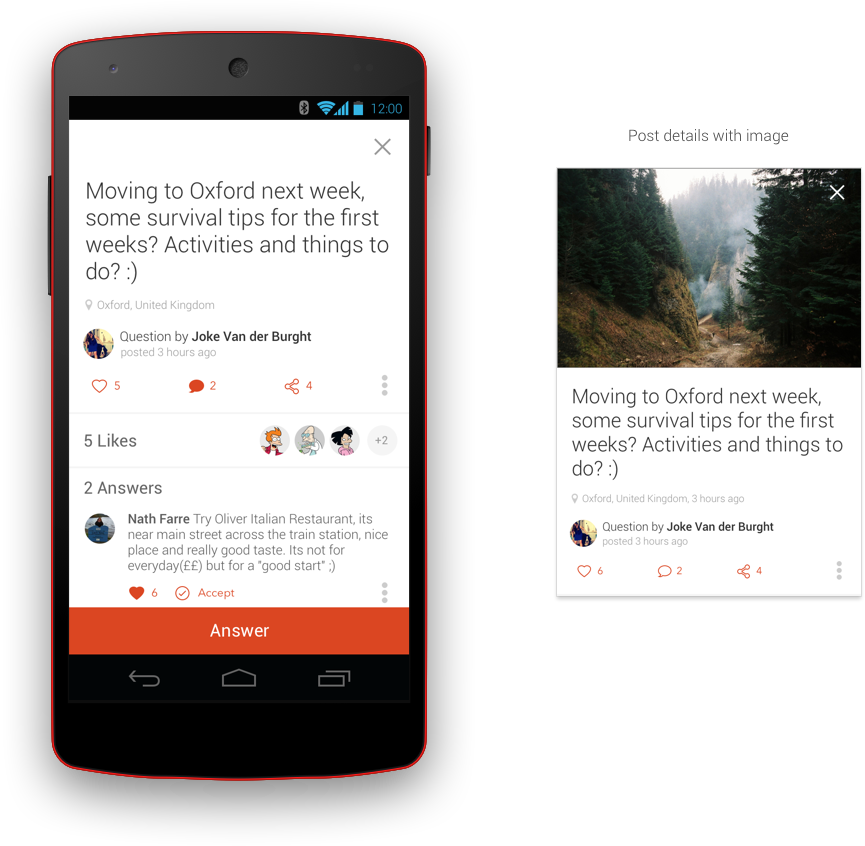 12:00
Moving to Oxford next week,
some survival tips for the first
weeks? Activities and things to
do? :)
Oxford, United Kingdom
Question by Joke Van der Burght
posted 3 hours ago
5 2 4
5 Likes +2
2 Answers
Nath Farre Try Oliver Italian Restaurant, its
near main street across the train station, nice
place and really good taste. Its not for
everyday(££) but for a "good start" ;)
6 Accept
Answer
Post details with image
Moving to Oxford next week,
some survival tips for the first
weeks? Activities and things to
do? :)
Oxford, United Kingdom, 3 hours ago
Question by Joke Van der Burght
posted 3 hours ago
6 2 4